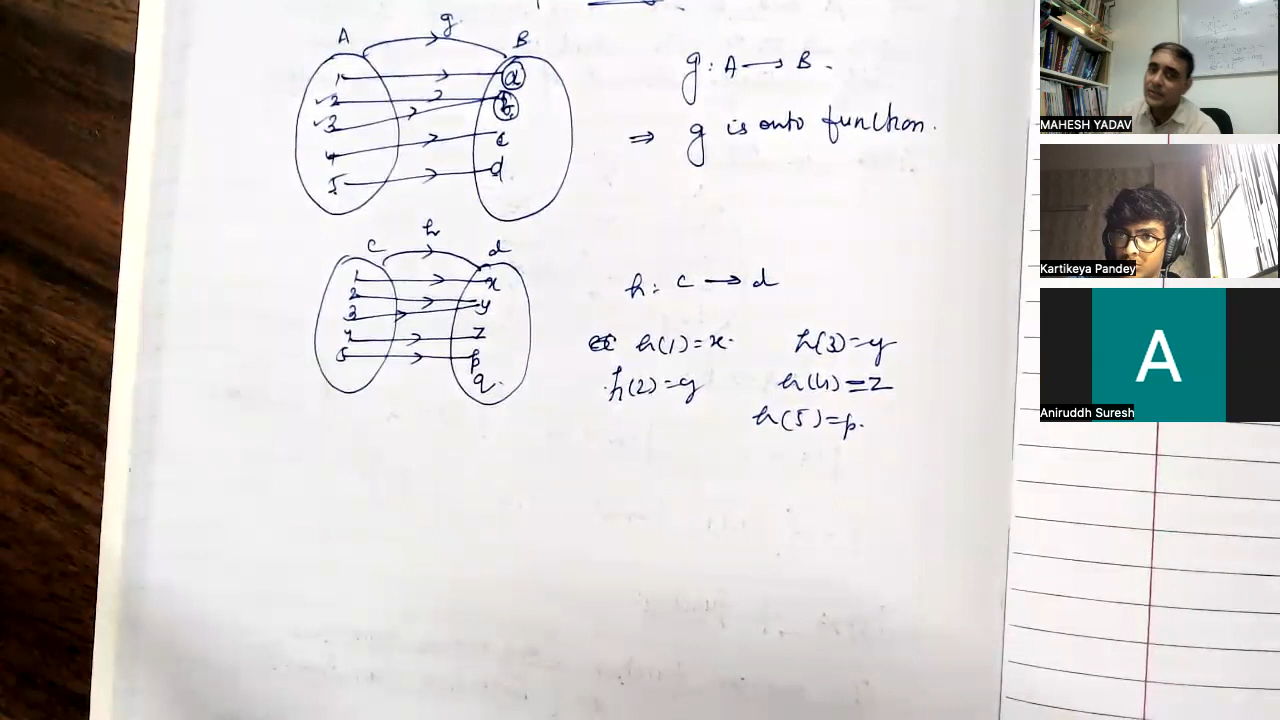 g
A B
1 a
2 b
3
4 c
5 d
g: A → B.
⇒ g is onto function.
h
C d
1 x
2 y
3
4 z
5 p
q.
h: C → d
h(1)=x. h(3)=y
h(2)=y h(4)=z
h(5)=p.
MAHESH YADAV
Kartikeya Pandey
A
Aniruddh Suresh